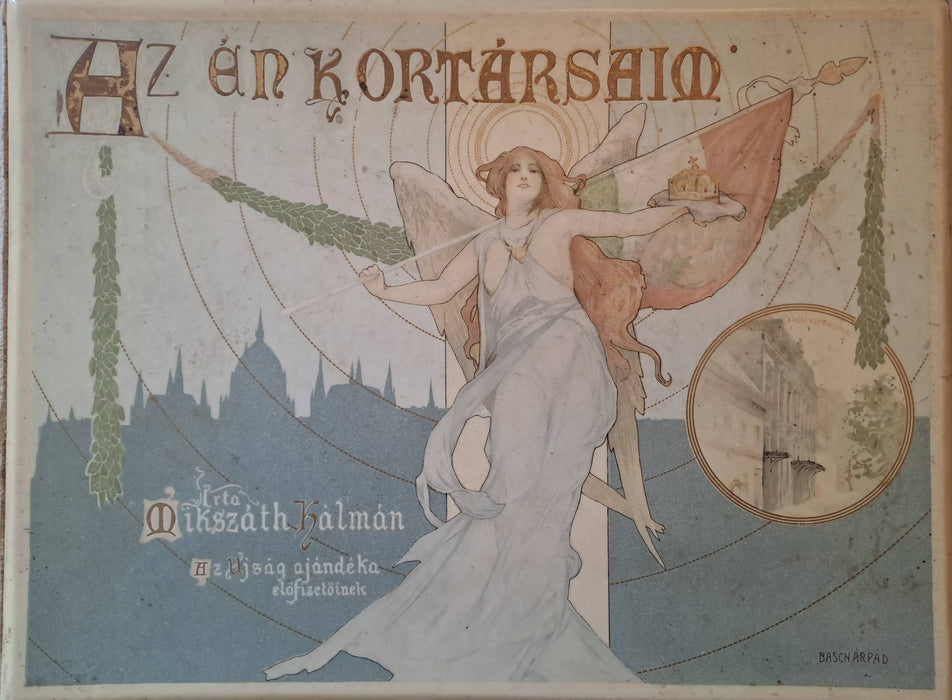 Az én kortársaim
Irta
Mikszáth Kálmán
Az Ujság ajándéka
előfizetőinek
BASCH ÁRPÁD